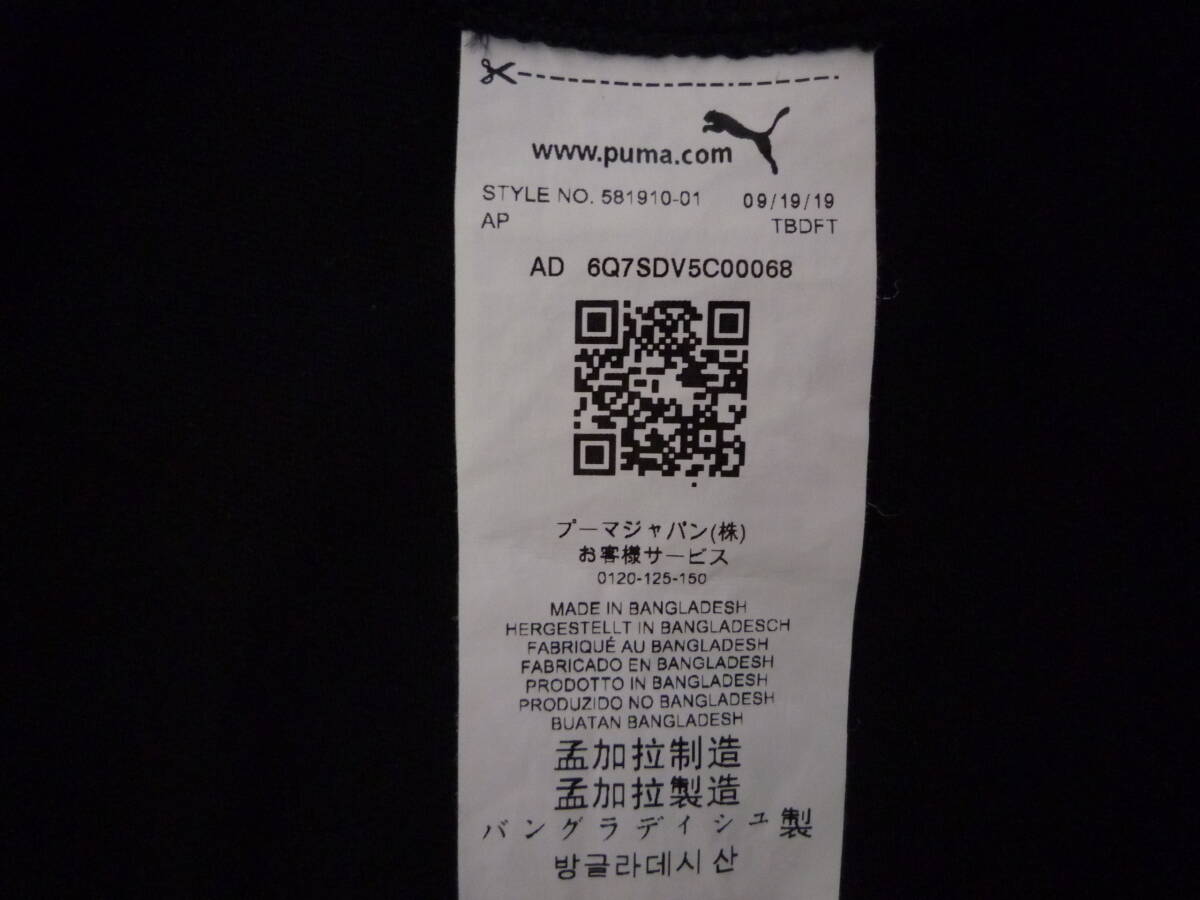 www.puma.com
STYLE NO. 581910-01 09/19/19
AP TBDFT
AD 6Q7SDV5C00068
プーマジャパン(株)
お客様サービス
0120-125-150
MADE IN BANGLADESH
HERGESTELLT IN BANGLADESCH
FABRIQUÉ AU BANGLADESH
FABRICADO EN BANGLADESH
PRODOTTO IN BANGLADESH
PRODUZIDO NO BANGLADESH
BUATAN BANGLADESH
孟加拉制造
孟加拉製造
バングラディシュ製
방글라데시 산